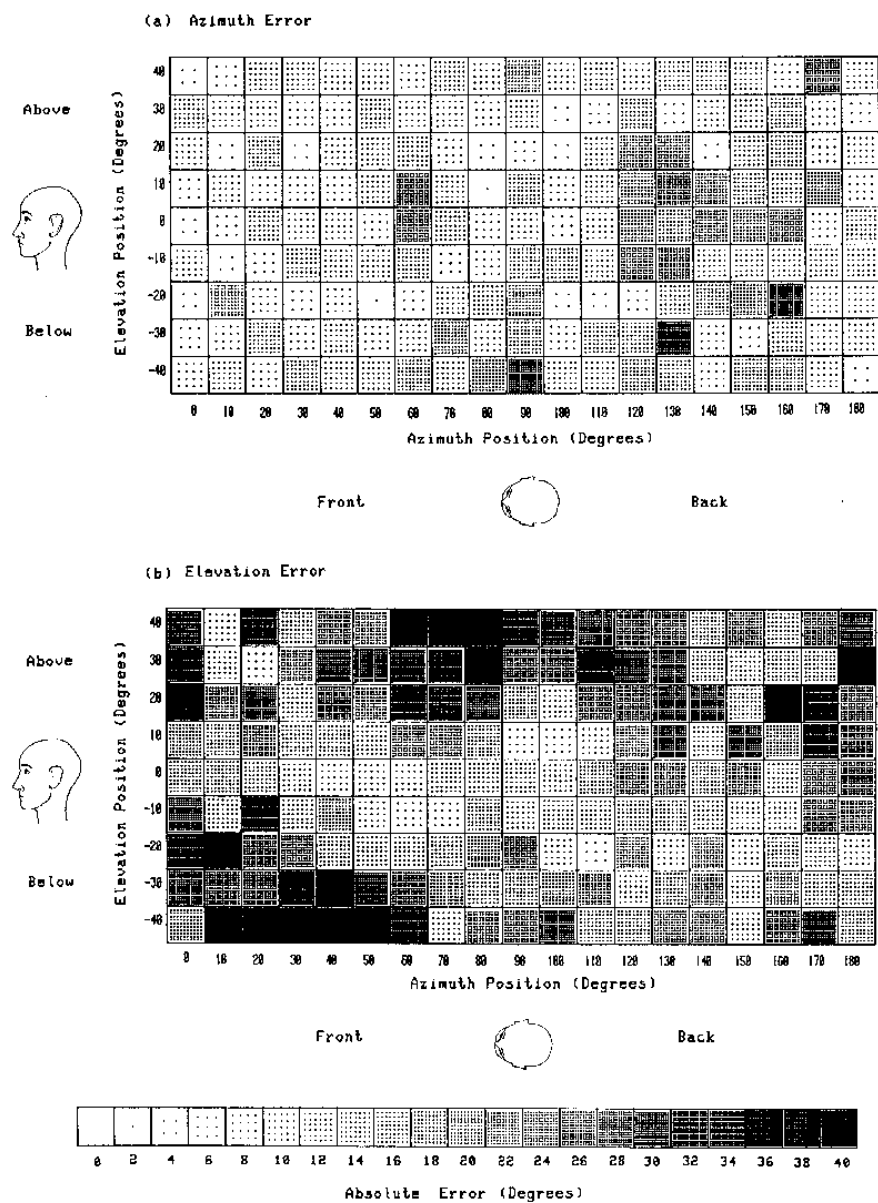 (a) Azimuth Error
Above
Below
Elevation Position (Degrees)
40
30
20
10
0
-10
-20
-30
-40
0 10 20 30 40 50 60 70 80 90 100 110 120 130 140 150 160 170 180
Azimuth Position (Degrees)
Front Back
(b) Elevation Error
Above
Below
Elevation Position (Degrees)
40
30
20
10
0
-10
-20
-30
-40
0 10 20 30 40 50 60 70 80 90 100 110 120 130 140 150 160 170 180
Azimuth Position (Degrees)
Front Back
0 2 4 6 8 10 12 14 16 18 20 22 24 26 28 30 32 34 36 38 40
Absolute Error (Degrees)